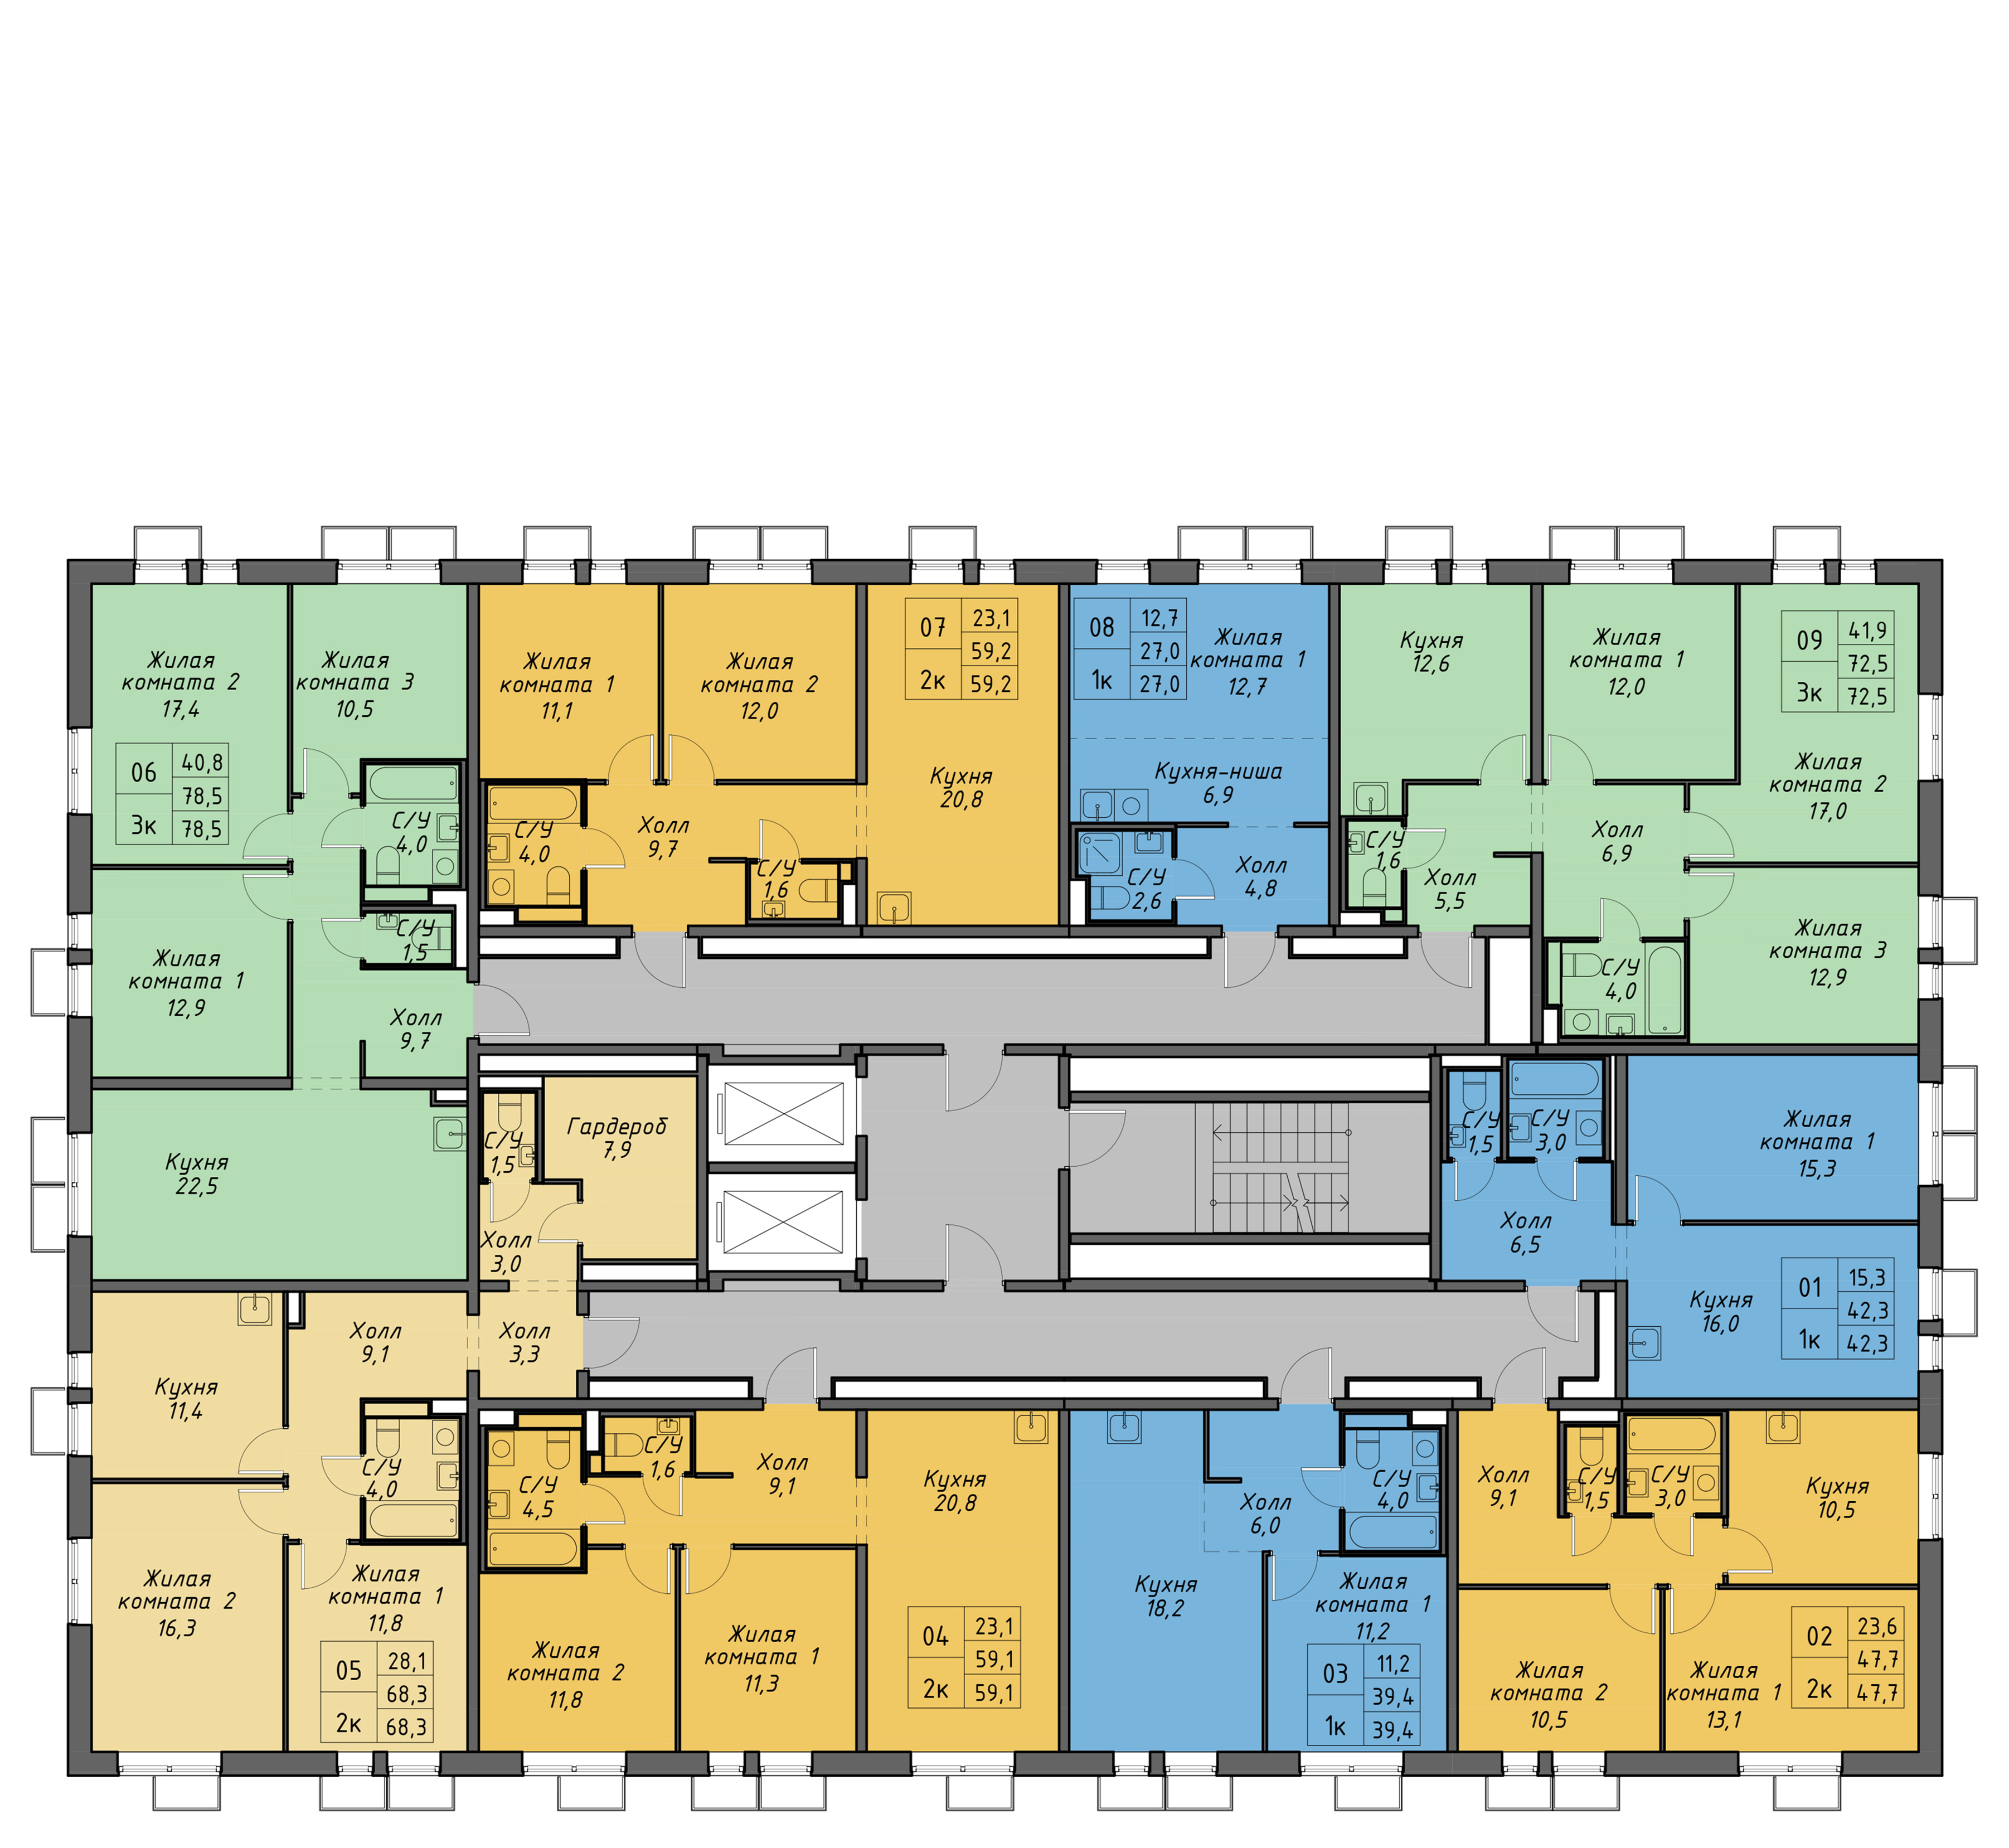 Жилая
комната 2
17,4
06
3к
40,8
78,5
78,5
Жилая
комната 3
10,5
С/У
4,0
С/У
1,5
Жилая
комната 1
12,9
Холл
9,7
Кухня
22,5
Жилая
комната 1
11,1
Жилая
комната 2
12,0
07
2к
23,1
59,2
59,2
Кухня
20,8
С/У
4,0
Холл
9,7
С/У
1,6
08
1к
12,7
27,0
27,0
Жилая
комната 1
12,7
Кухня-ниша
6,9
С/У
2,6
Холл
4,8
Кухня
12,6
С/У
1,6
Холл
5,5
Жилая
комната 1
12,0
09
3к
41,9
72,5
72,5
Жилая
комната 2
17,0
Холл
6,9
С/У
4,0
Жилая
комната 3
12,9
С/У
1,5
Гардероб
7,9
Холл
3,0
Холл
3,3
Холл
9,1
Кухня
11,4
С/У
4,0
Жилая
комната 2
16,3
Жилая
комната 1
11,8
05
2к
28,1
68,3
68,3
С/У
4,5
С/У
1,6
Холл
9,1
Кухня
20,8
Жилая
комната 2
11,8
Жилая
комната 1
11,3
04
2к
23,1
59,1
59,1
Кухня
18,2
Холл
6,0
С/У
4,0
Жилая
комната 1
11,2
03
1к
11,2
39,4
39,4
С/У
1,5
С/У
3,0
Жилая
комната 1
15,3
Холл
6,5
Кухня
16,0
01
1к
15,3
42,3
42,3
Холл
9,1
С/У
1,5
С/У
3,0
Кухня
10,5
Жилая
комната 2
10,5
Жилая
комната 1
13,1
02
2к
23,6
47,7
47,7